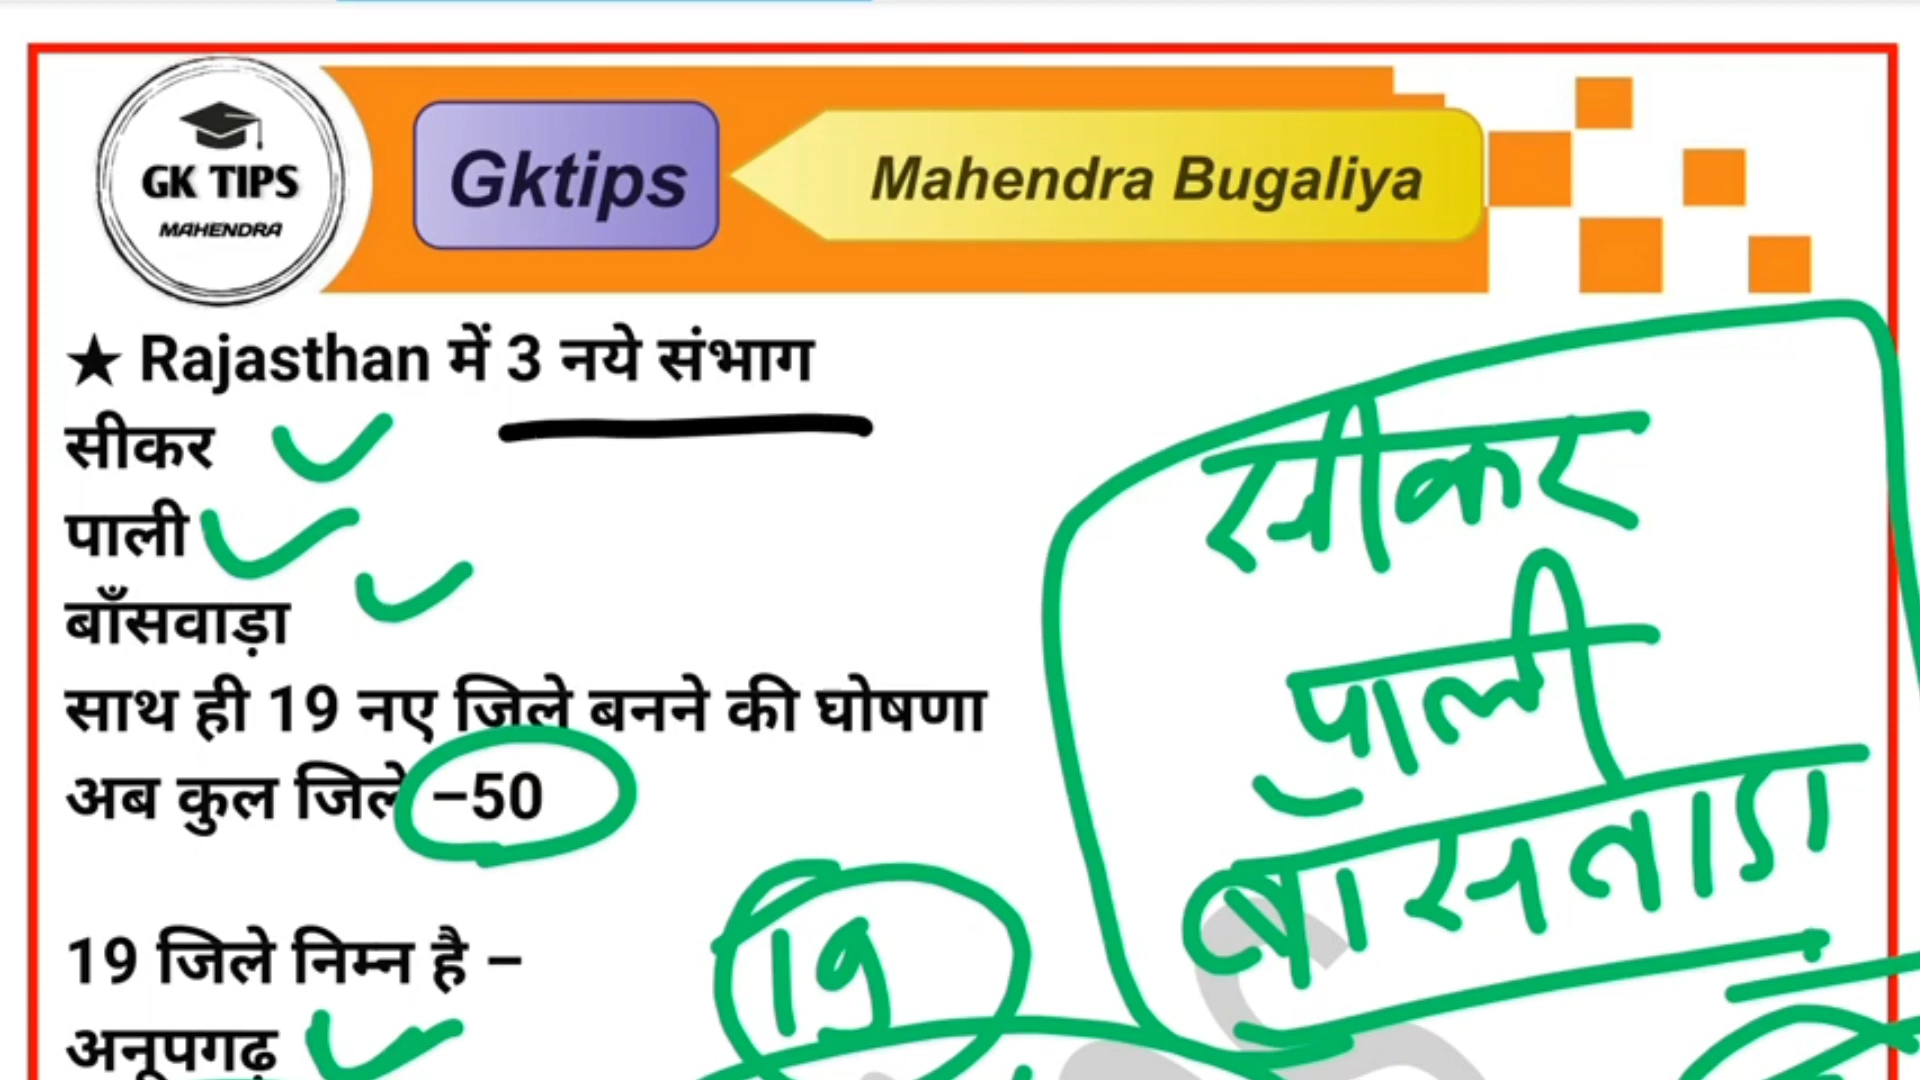 GK TIPS
MAHENDRA
Gktips
Mahendra Bugaliya
★ Rajasthan में 3 नये संभाग
सीकर
पाली
बाँसवाड़ा
साथ ही 19 नए जिले बनने की घोषणा
अब कुल जिले –50
19 जिले निम्न है –
अनूपगढ़
सीकर
पाली
बांसवाडा
19